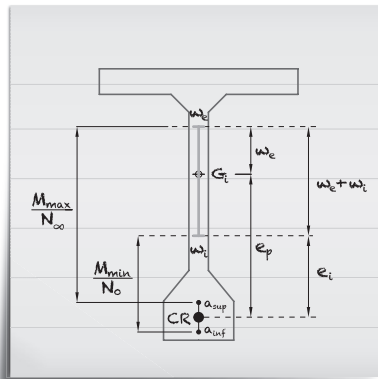 ωe
ωe
Gi
ωe+ωi
Mmax
N∞
ωi
ep
Mmin
N0
ei
asup
CR
ainf